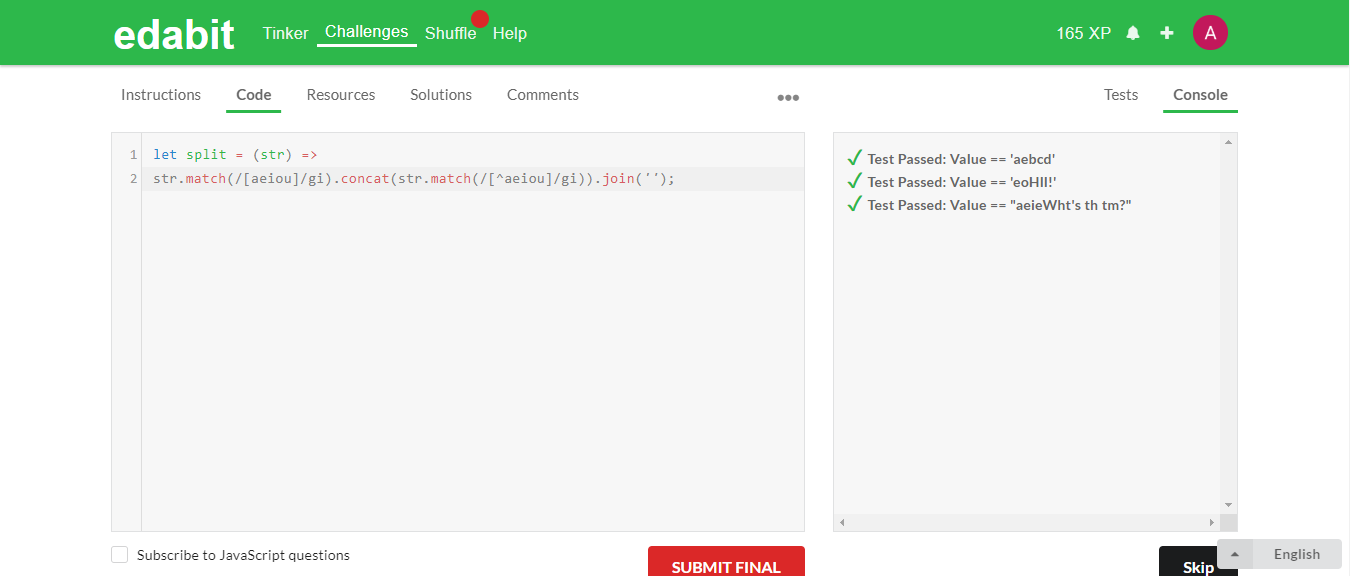 edabit Tinker Challenges Shuffle Help 165 XP A
Instructions Code Resources Solutions Comments ••• Tests Console
1 let split = (str) =>
2 str.match(/[aeiou]/gi).concat(str.match(/[^aeiou]/gi)).join('');
Test Passed: Value == 'aebcd'
Test Passed: Value == 'eoHll!'
Test Passed: Value == "aeieWht's th tm?"
Subscribe to JavaScript questions
SUBMIT FINAL
Skip
English